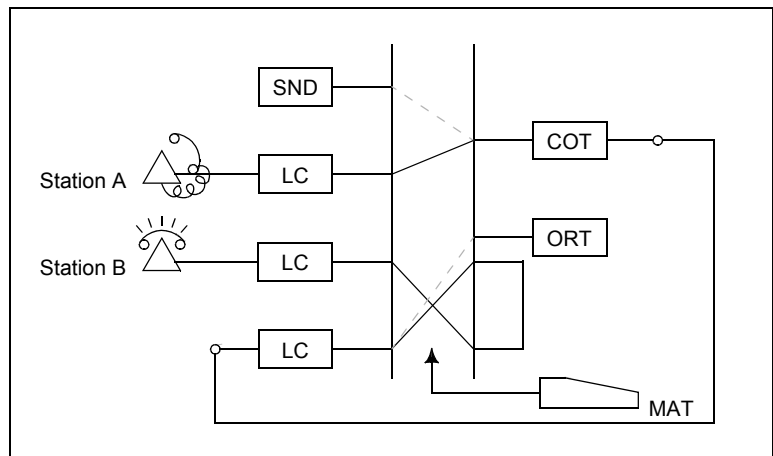 SND
COT
Station A
LC
ORT
Station B
LC
LC
MAT